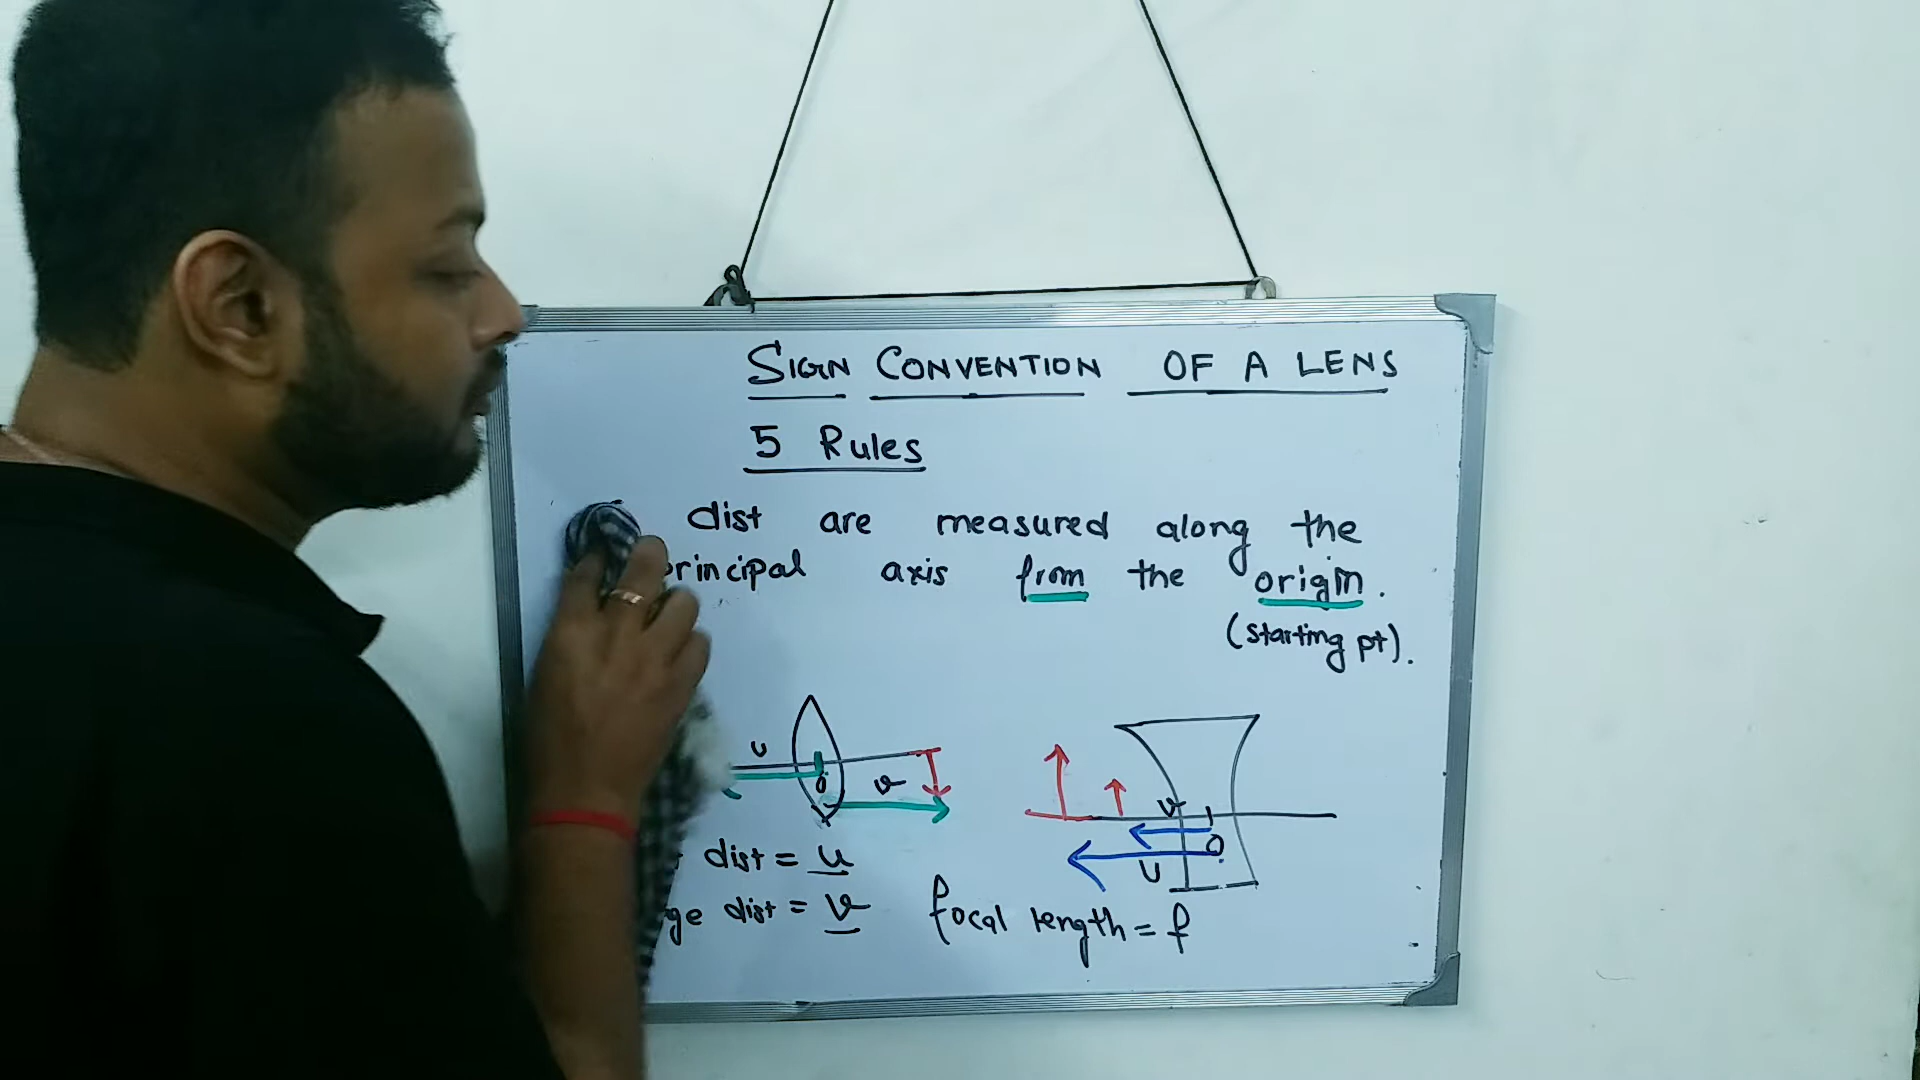 SIGN CONVENTION OF A LENS
5 Rules
dist are measured along the
principal axis from the origin.
(starting pt).
u
v
O
v
O
U
dist = u
dist = v focal length = f